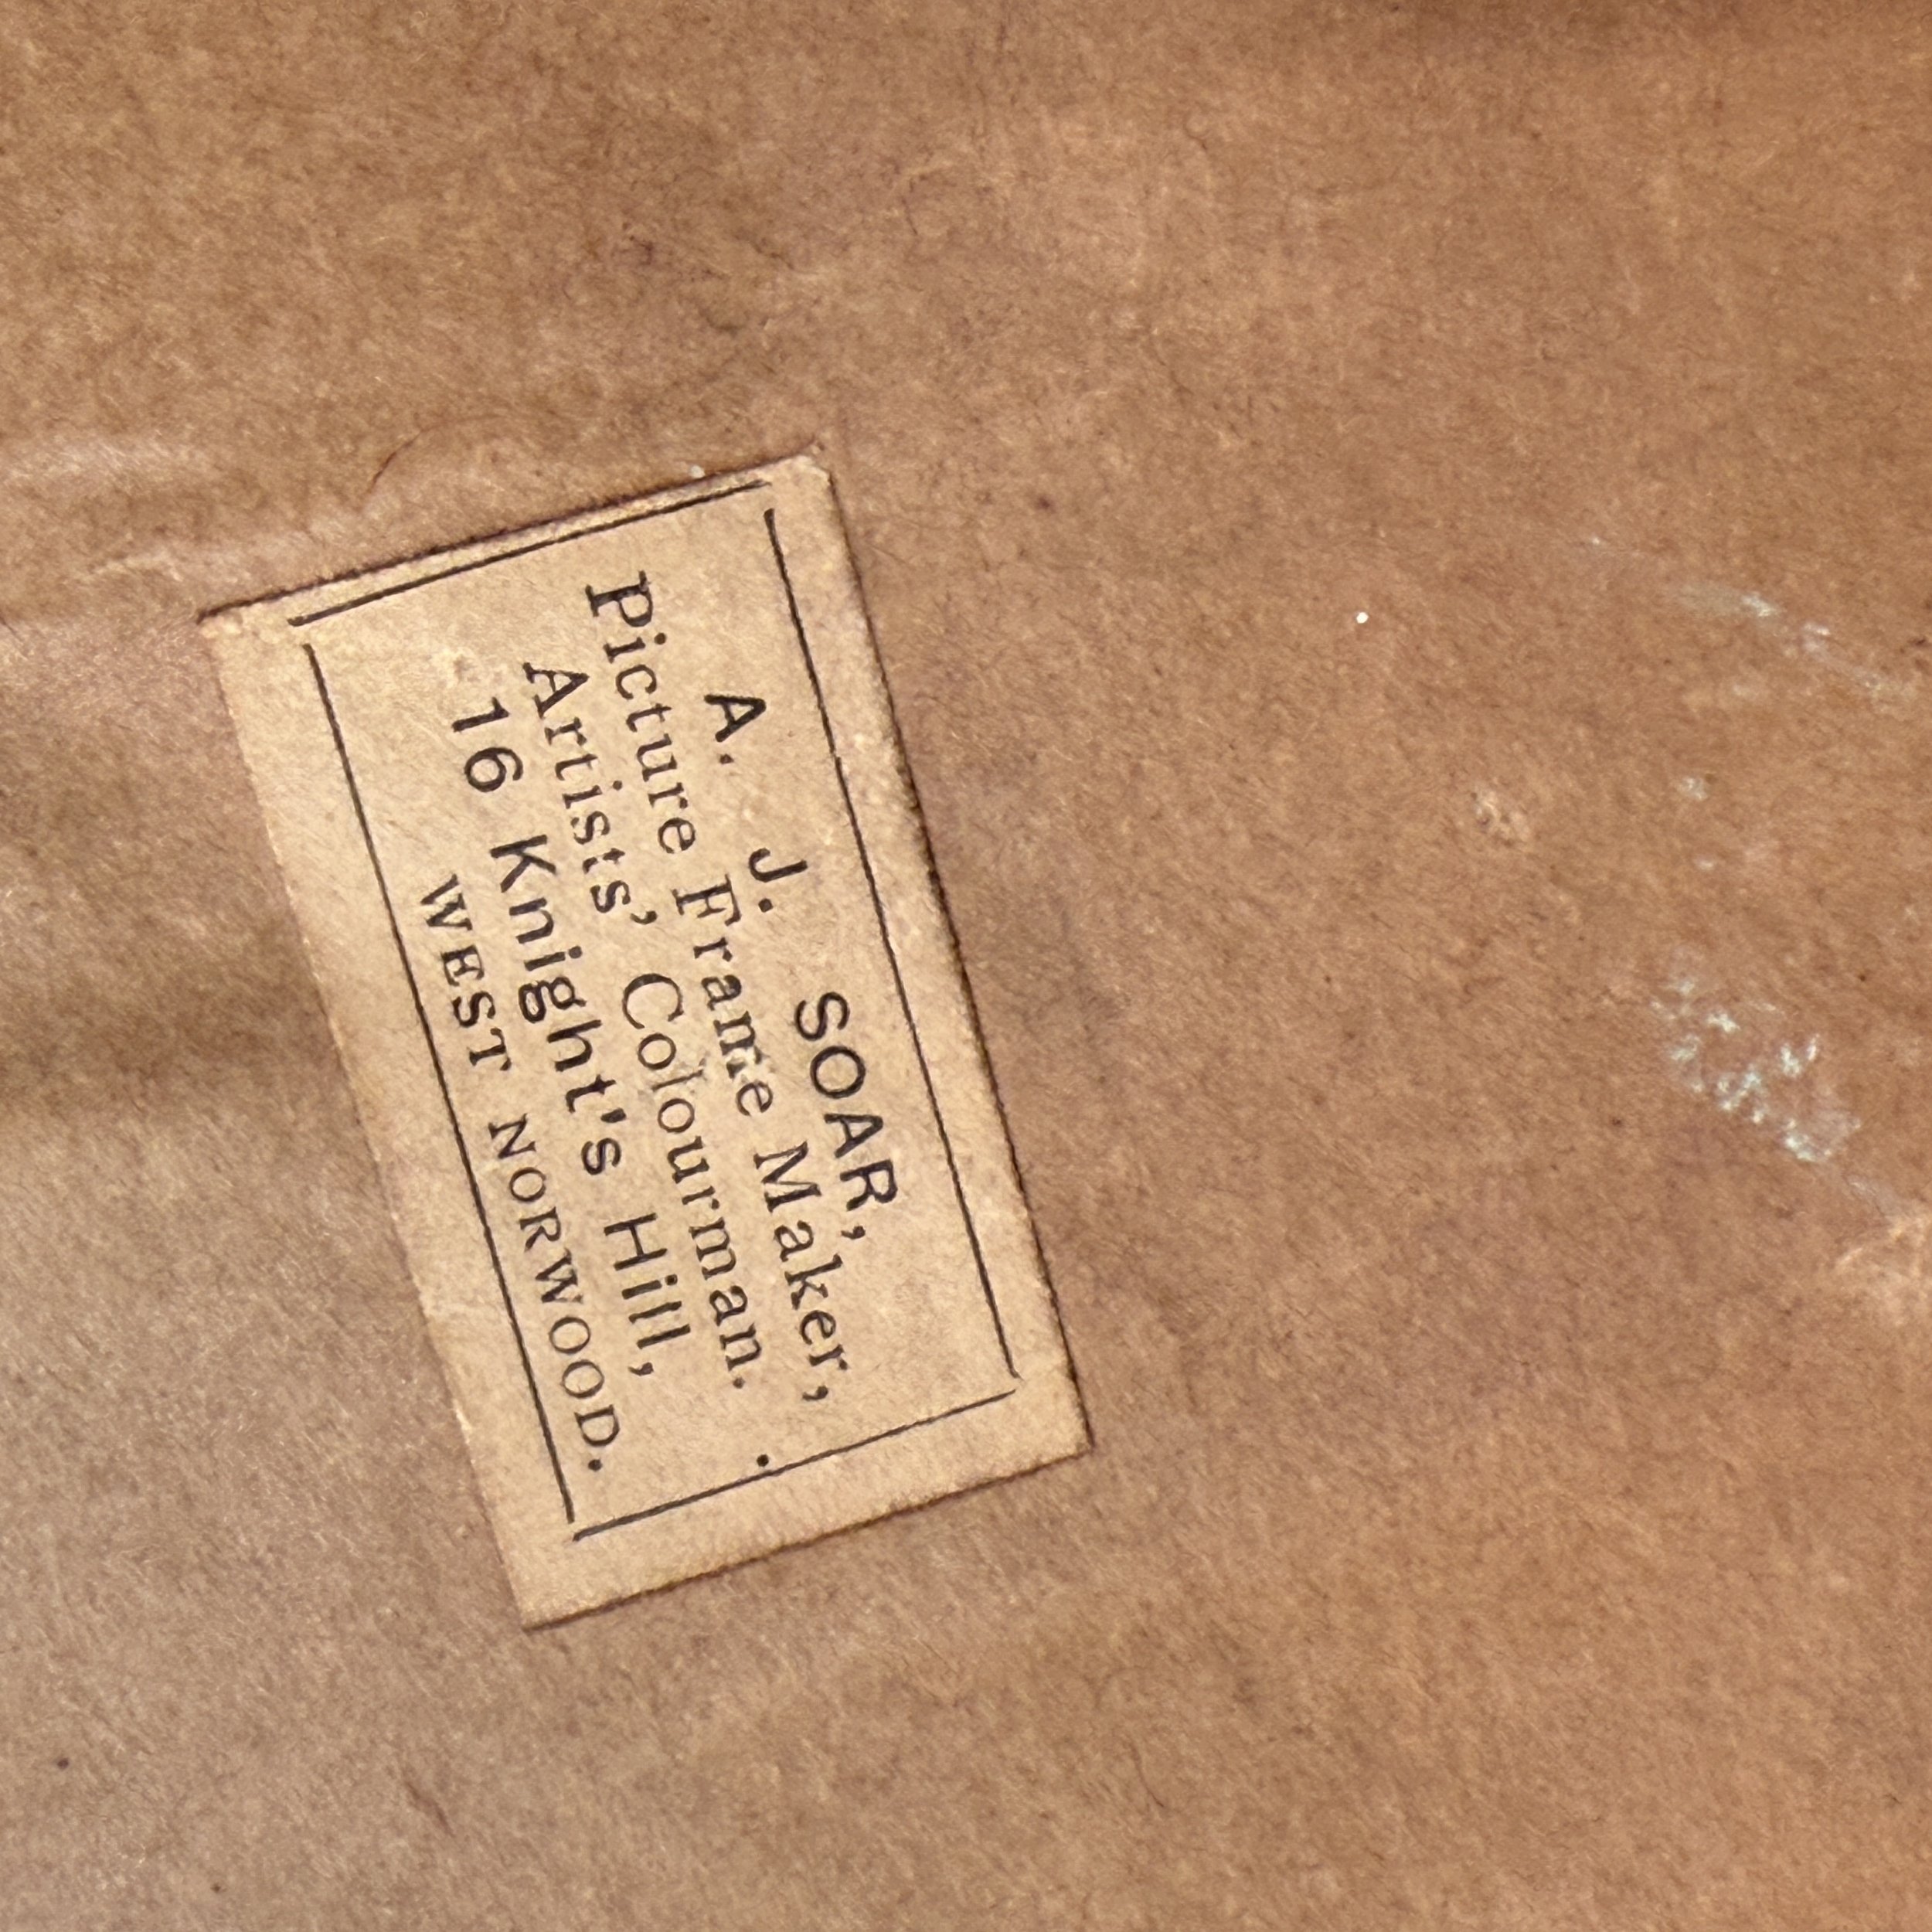 A. J. SOAR,
Picture Frame Maker,
Artists' Colourman.
16 Knight's Hill,
WEST NORWOOD.